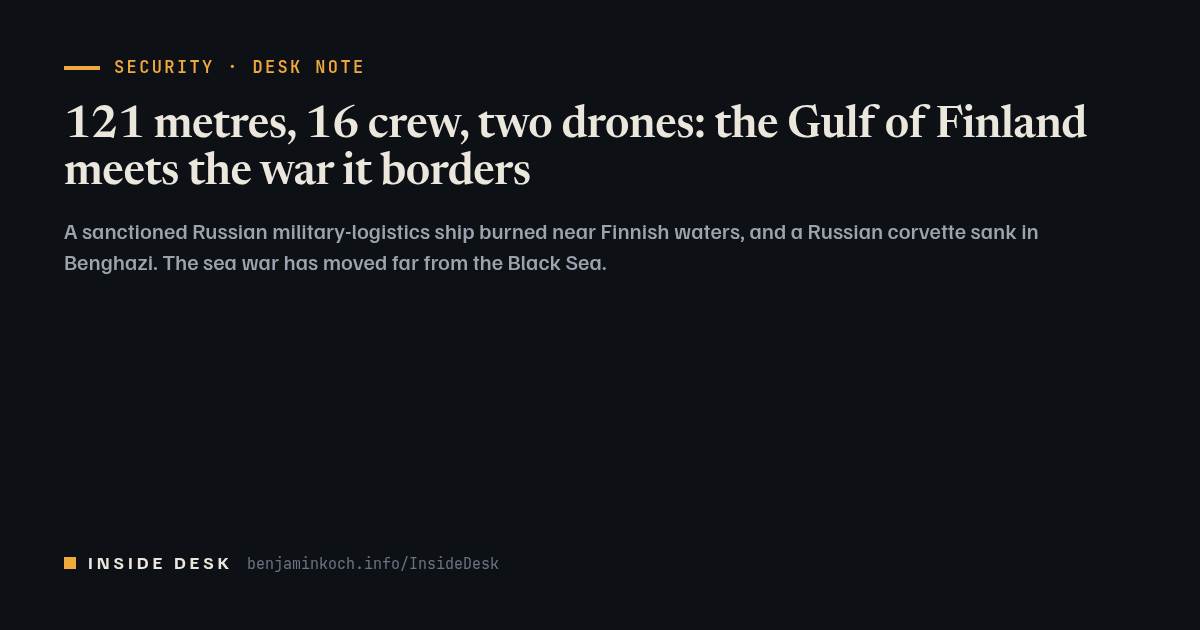 SECURITY · DESK NOTE
121 metres, 16 crew, two drones: the Gulf of Finland
meets the war it borders
A sanctioned Russian military-logistics ship burned near Finnish waters, and a Russian corvette sank in
Benghazi. The sea war has moved far from the Black Sea.
INSIDE DESK benjaminkoch.info/InsideDesk